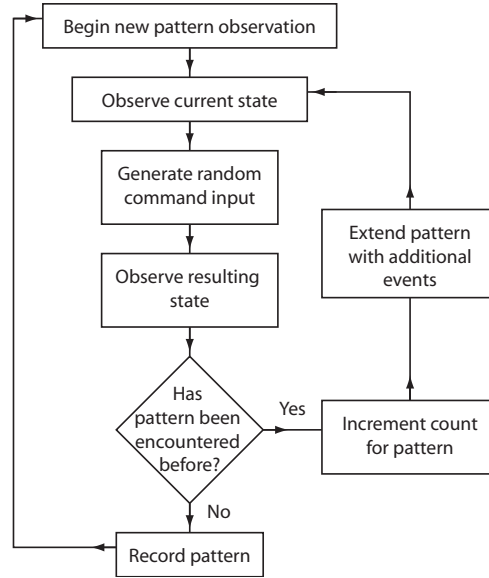 Begin new pattern observation
Observe current state
Generate random
command input
Observe resulting
state
Has
pattern been
encountered
before?
Yes
Increment count
for pattern
Extend pattern
with additional
events
No
Record pattern